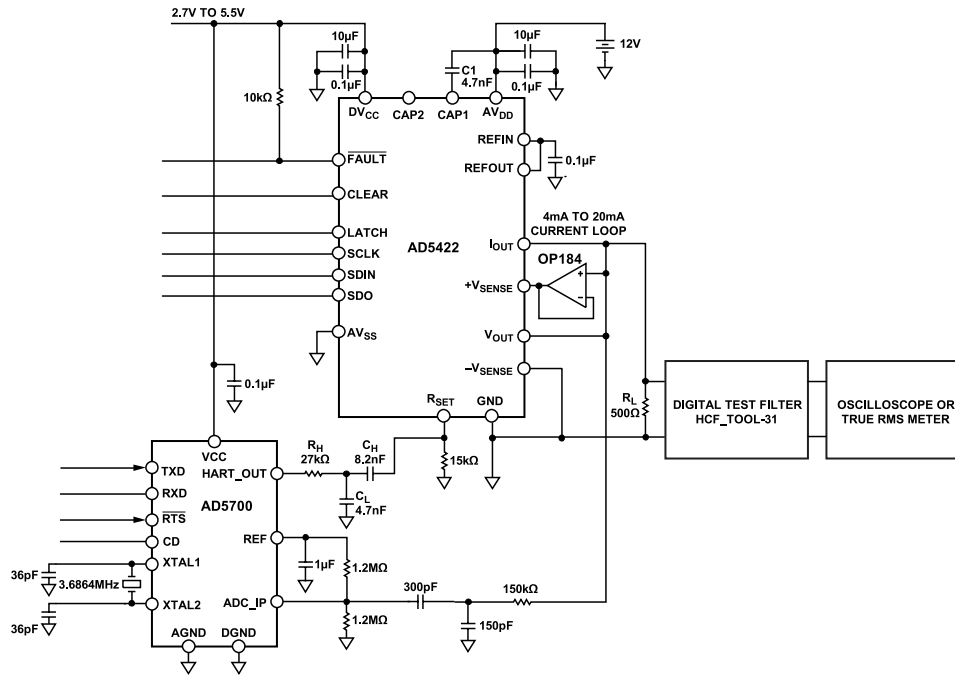 2.7V TO 5.5V
10µF
0.1µF
10kΩ
C1
4.7nF
10µF
0.1µF
12V
DVCC
CAP2
CAP1
AVDD
REFIN
REFOUT
0.1µF
FAULT
CLEAR
LATCH
SCLK
SDIN
SDO
AVSS
AD5422
4mA TO 20mA
CURRENT LOOP
IOUT
OP184
+
−
+VSENSE
VOUT
−VSENSE
RSET
GND
RL
500Ω
DIGITAL TEST FILTER
HCF_TOOL-31
OSCILLOSCOPE OR
TRUE RMS METER
0.1µF
VCC
TXD
RXD
RTS
CD
XTAL1
XTAL2
AD5700
HART_OUT
REF
ADC_IP
AGND
DGND
RH
27kΩ
CH
8.2nF
CL
4.7nF
15kΩ
1µF
1.2MΩ
1.2MΩ
300pF
150pF
150kΩ
36pF
3.6864MHz
36pF